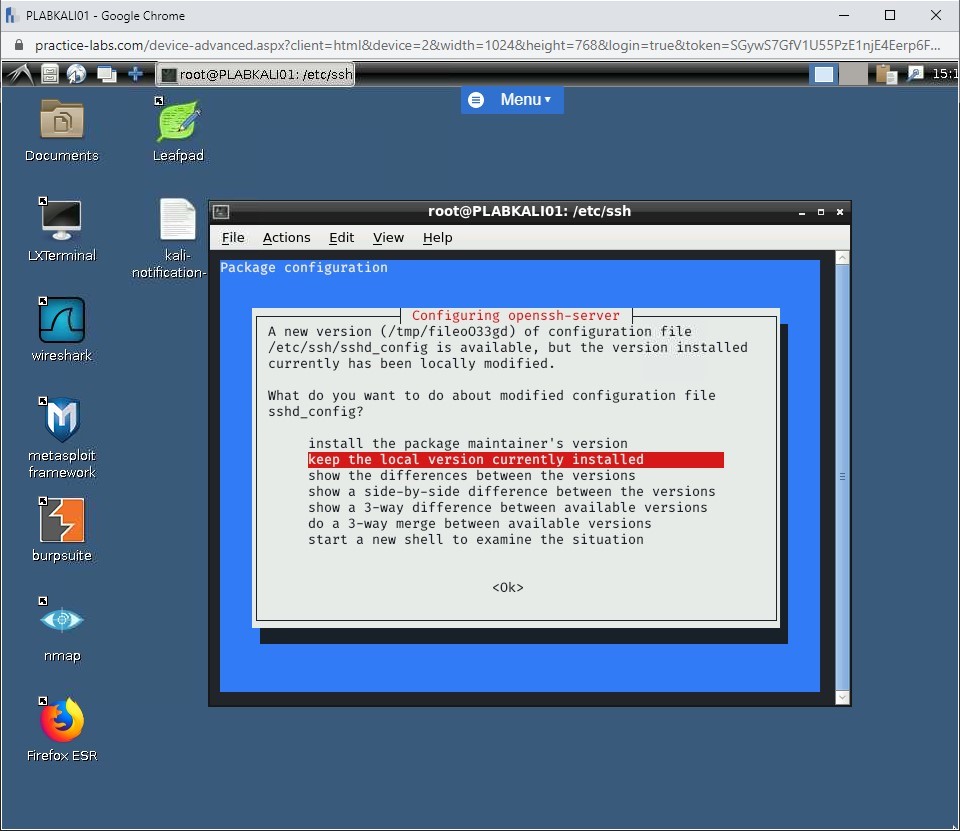 PLABKALI01 - Google Chrome
practice-labs.com/device-advanced.aspx?client=html&device=2&width=1024&height=768&login=true&token=SGywS7GfV1U55PzE1njE4Eerp6F...
root@PLABKALI01: /etc/ssh
15:1
Menu
Documents
Leafpad
LXTerminal
kali-
notification-
wireshark
metasploit
framework
burpsuite
nmap
Firefox ESR
root@PLABKALI01: /etc/ssh
File Actions Edit View Help
Package configuration
Configuring openssh-server
A new version (/tmp/fileoO33gd) of configuration file
/etc/ssh/sshd_config is available, but the version installed
currently has been locally modified.
What do you want to do about modified configuration file
sshd_config?
install the package maintainer's version
keep the local version currently installed
show the differences between the versions
show a side-by-side difference between the versions
show a 3-way difference between available versions
do a 3-way merge between available versions
start a new shell to examine the situation
<Ok>